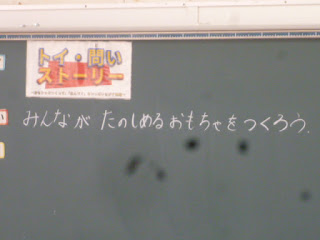 トイ・問い
ストーリー
みんなが たのしめるおもちゃをつくろう.